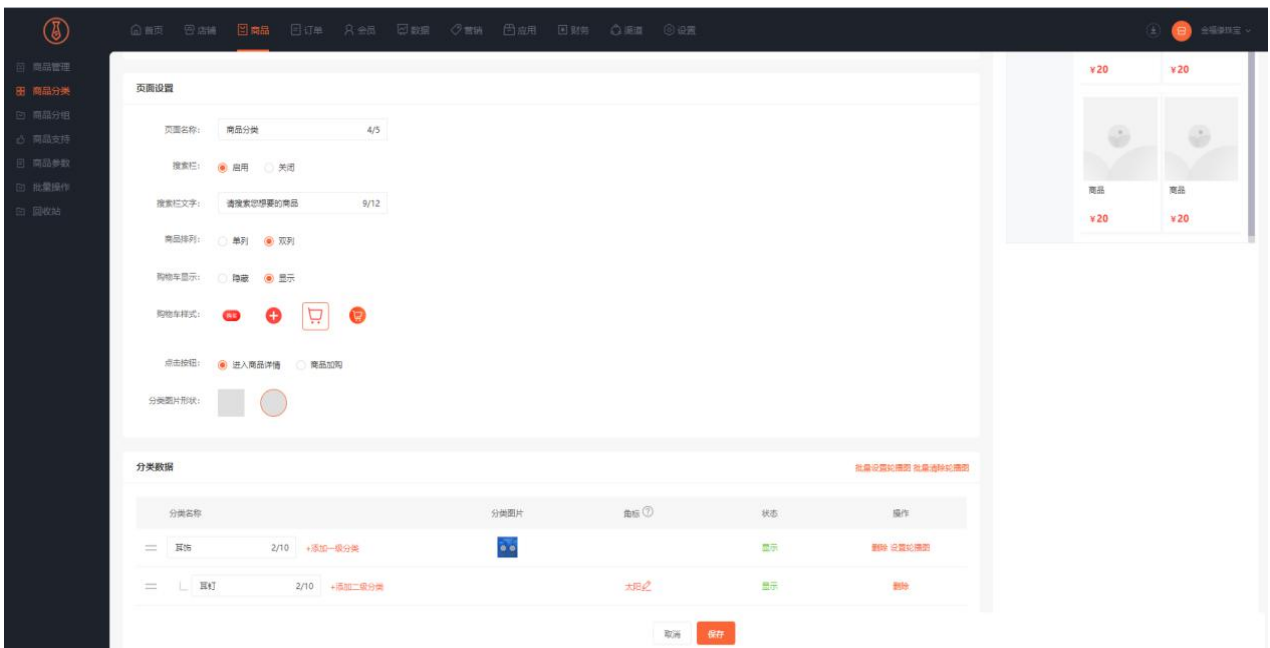 首页 店铺 商品 订单 会员 数据 营销 应用 财务 渠道 设置
商品管理
商品分类
商品分组
商品支持
商品参数
批量操作
回收站
¥20 ¥20
商品 商品
¥20 ¥20
页面设置
页面名称: 商品分类 4/5
搜索栏: 启用 关闭
搜索栏文字: 请搜索您想要的商品 9/12
商品排列: 单列 双列
购物车显示: 隐藏 显示
购物车样式:
点击按钮: 进入商品详情 商品加购
分类图片形状:
分类数据 批量设置轮播图 批量清除轮播图
分类名称 分类图片 角标 状态 操作
耳饰 2/10 +添加一级分类 显示 删除 设置轮播图
耳钉 2/10 +添加二级分类 太阳 显示 删除
取消 保存